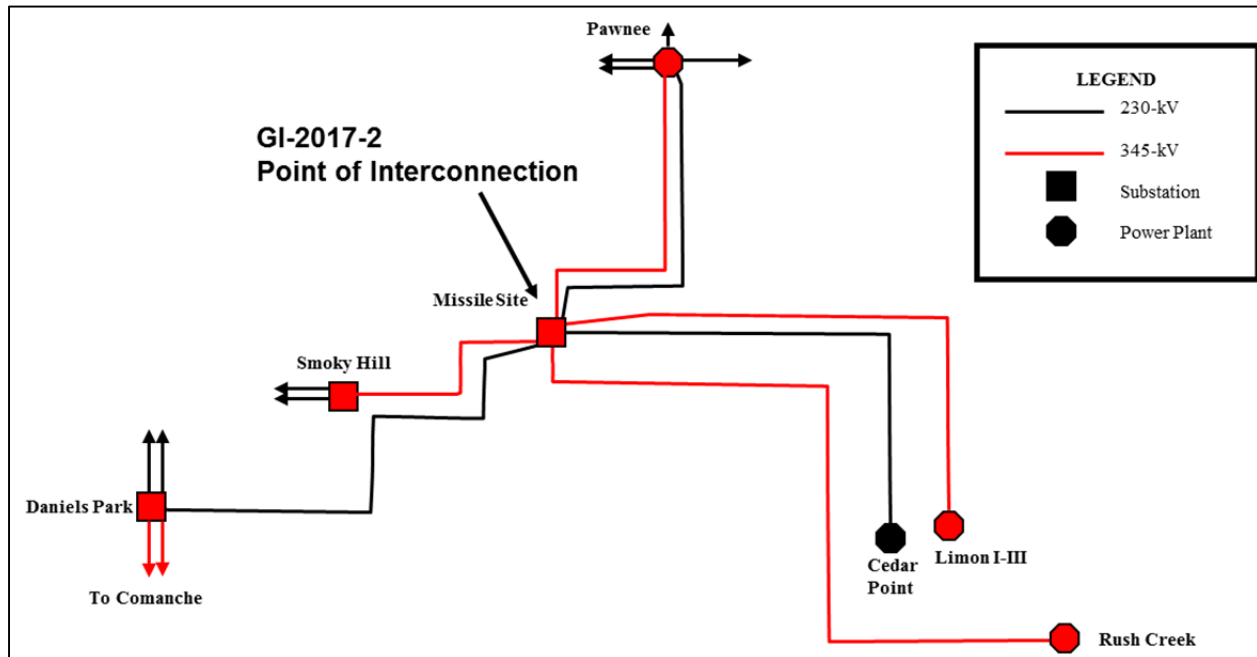 Pawnee
LEGEND
230-kV
345-kV
Substation
Power Plant
GI-2017-2
Point of Interconnection
Missile Site
Smoky Hill
Daniels Park
To Comanche
Cedar
Point
Limon I-III
Rush Creek